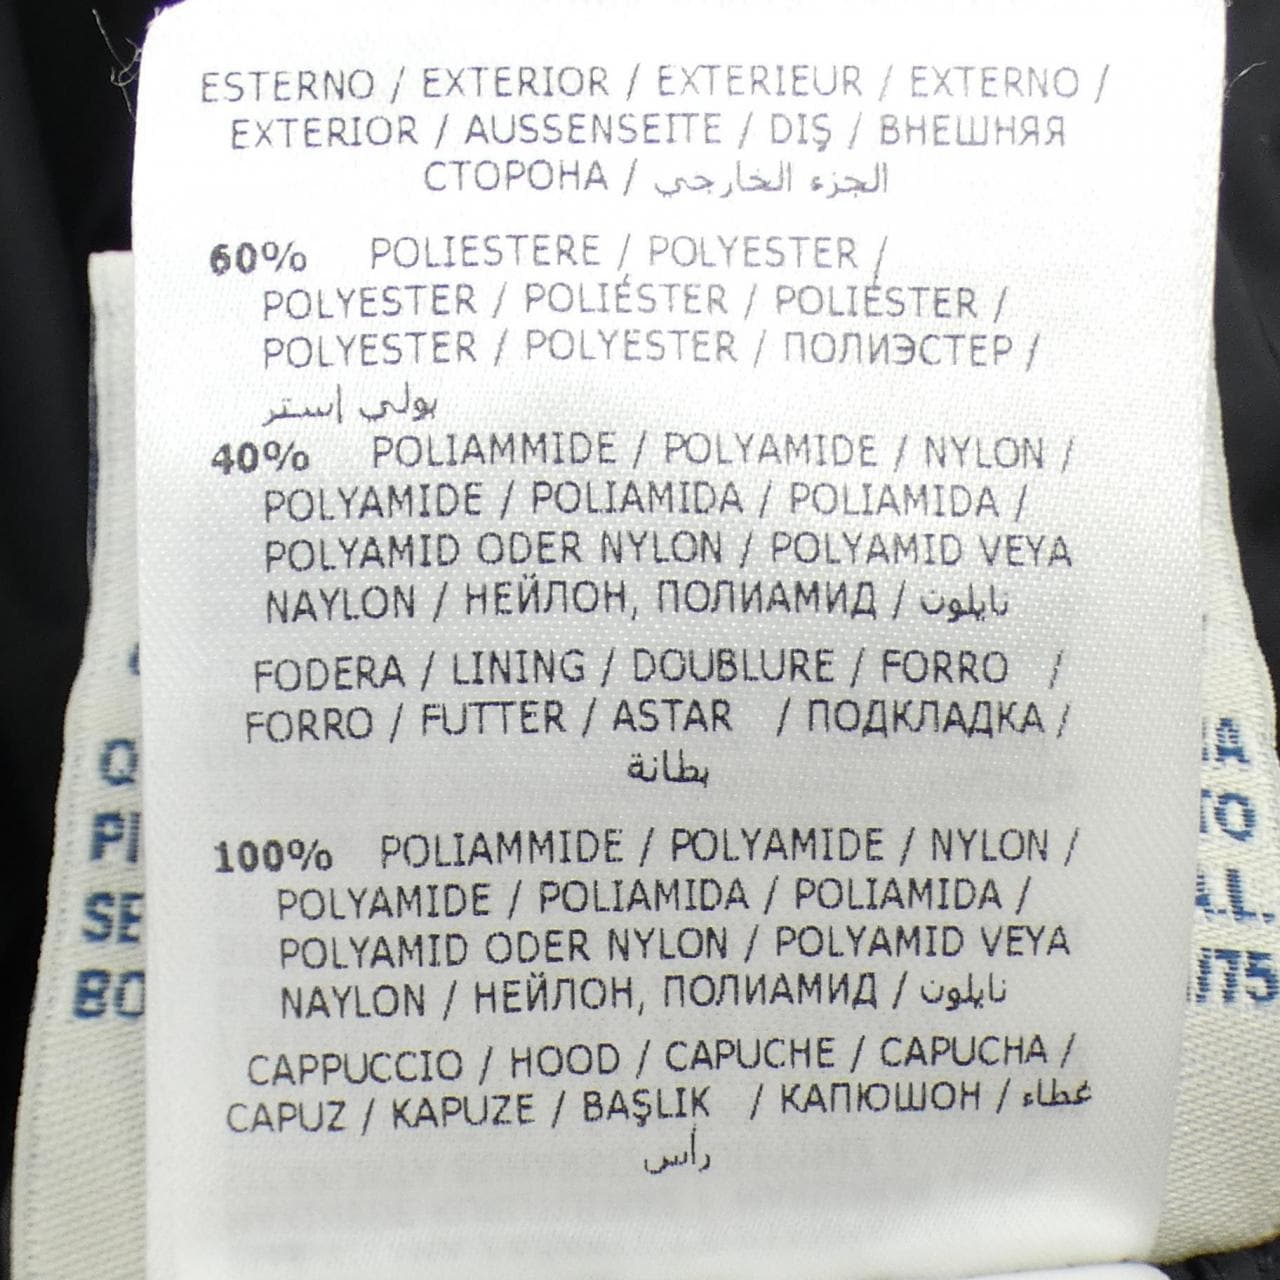 ESTERNO / EXTERIOR / EXTERIEUR / EXTERNO /
EXTERIOR / AUSSENSEITE / DIŞ / ВНЕШНЯЯ
СТОРОНА / الجزء الخارجي
60% POLIESTERE / POLYESTER /
POLYESTER / POLIÉSTER / POLIÉSTER /
POLYESTER / POLYESTER / ПОЛИЭСТЕР /
بولي إستر
40% POLIAMMIDE / POLYAMIDE / NYLON /
POLYAMIDE / POLIAMIDA / POLIAMIDA /
POLYAMID ODER NYLON / POLYAMID VEYA
NAYLON / НЕЙЛОН, ПОЛИАМИД / نايلون
FODERA / LINING / DOUBLURE / FORRO /
FORRO / FUTTER / ASTAR / ПОДКЛАДКА /
بطانة
100% POLIAMMIDE / POLYAMIDE / NYLON /
POLYAMIDE / POLIAMIDA / POLIAMIDA /
POLYAMID ODER NYLON / POLYAMID VEYA
NAYLON / НЕЙЛОН, ПОЛИАМИД / نايلون
CAPPUCCIO / HOOD / CAPUCHE / CAPUCHA /
CAPUZ / KAPUZE / BAŞLIK / КАПЮШОН / غطاء
رأس